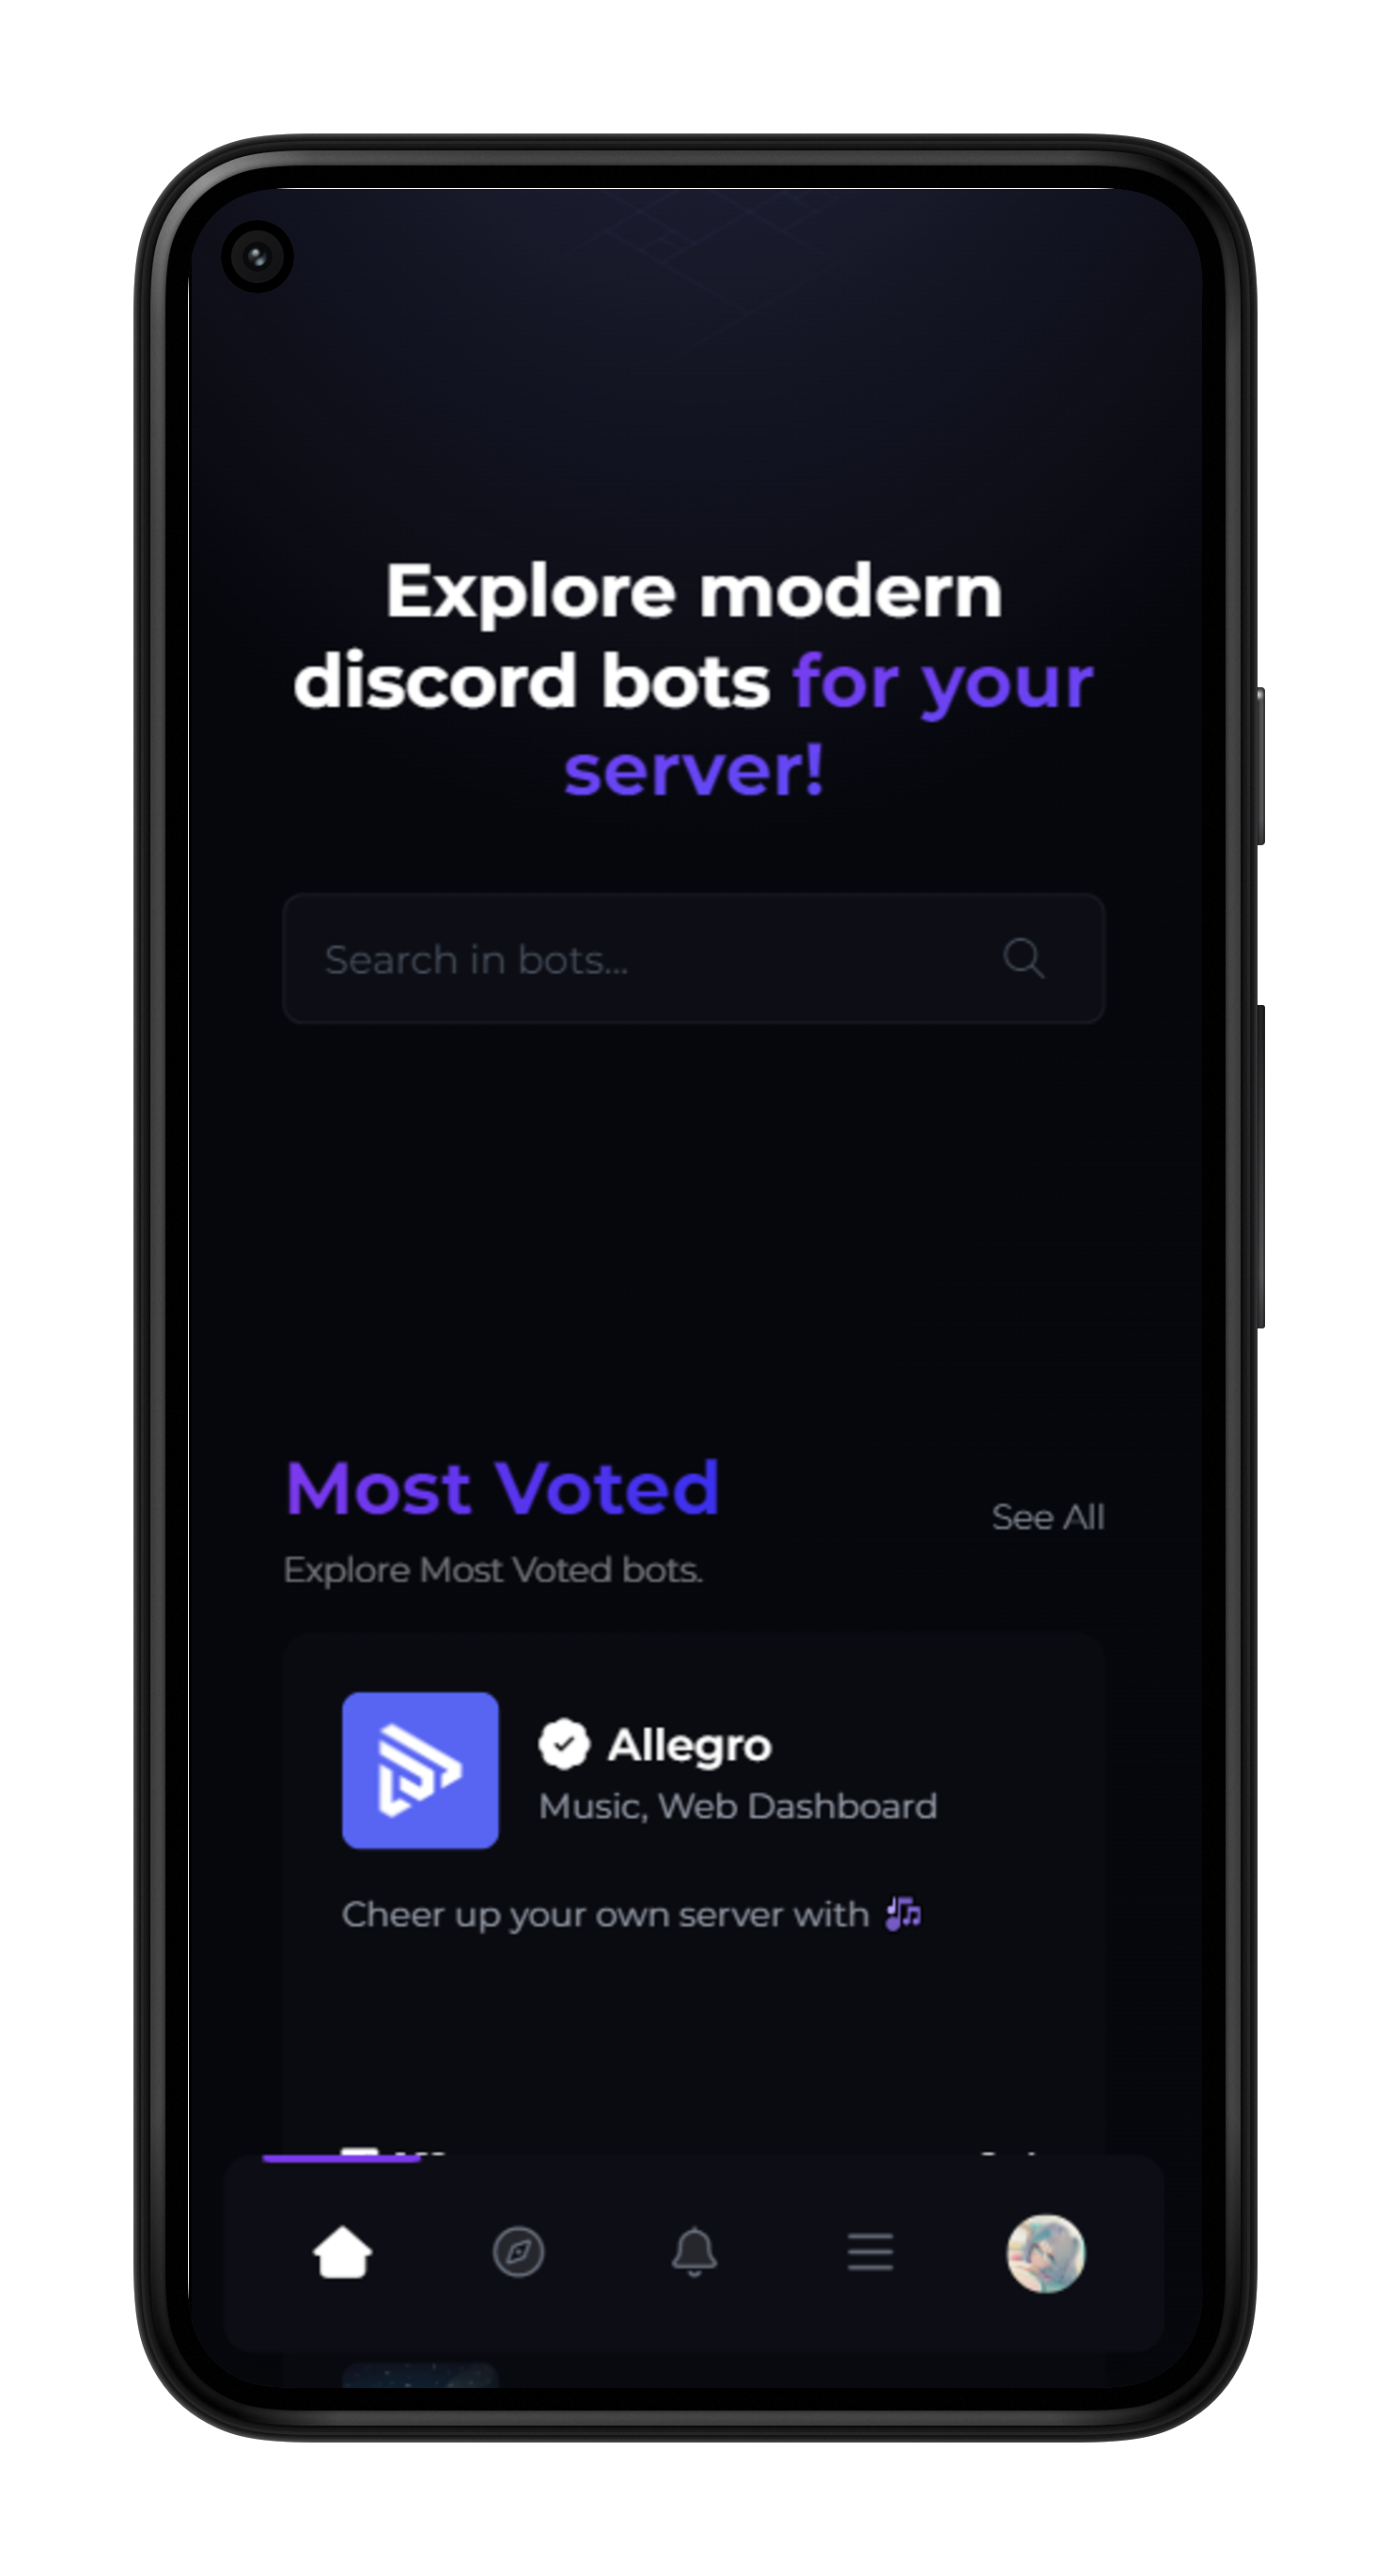 Explore modern
discord bots for your
server!
Search in bots...
Most Voted
See All
Explore Most Voted bots.
Allegro
Music, Web Dashboard
Cheer up your own server with 🎶